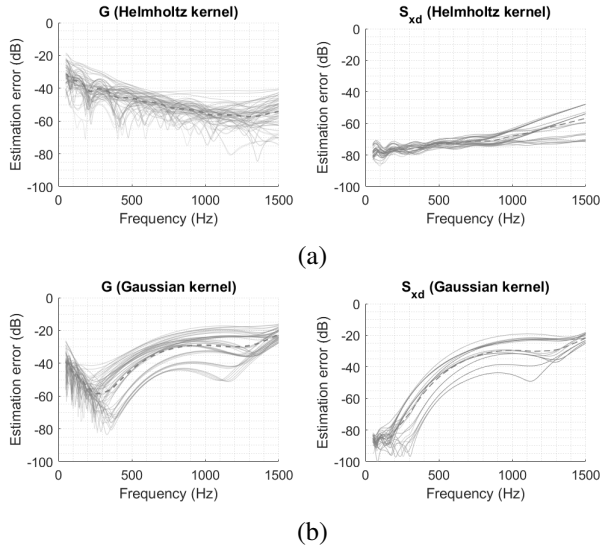 G (Helmholtz kernel)
S_xd (Helmholtz kernel)
0
-20
-40
-60
-80
-100
Estimation error (dB)
0 500 1000 1500
Frequency (Hz)
0
-20
-40
-60
-80
-100
Estimation error (dB)
0 500 1000 1500
Frequency (Hz)
(a)
G (Gaussian kernel)
S_xd (Gaussian kernel)
0
-20
-40
-60
-80
-100
Estimation error (dB)
0 500 1000 1500
Frequency (Hz)
0
-20
-40
-60
-80
-100
Estimation error (dB)
0 500 1000 1500
Frequency (Hz)
(b)